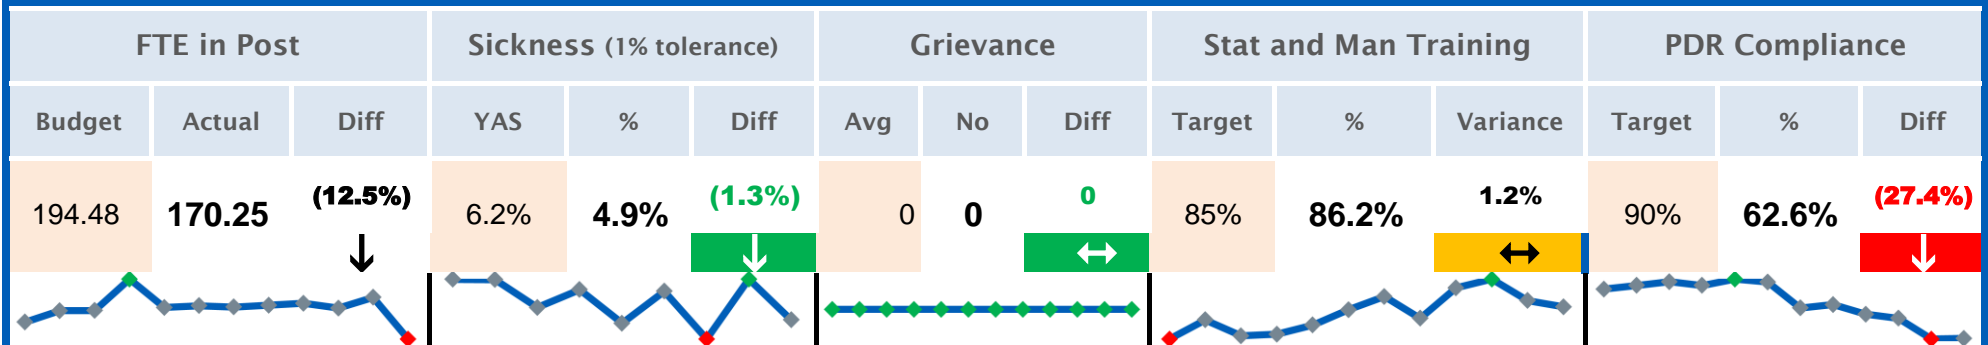 FTE in Post Sickness (1% tolerance) Grievance Stat and Man Training PDR Compliance
Budget Actual Diff YAS % Diff Avg No Diff Target % Variance Target % Diff
194.48 170.25 (12.5%) 6.2% 4.9% (1.3%) 0 0 0 85% 86.2% 1.2% 90% 62.6% (27.4%)